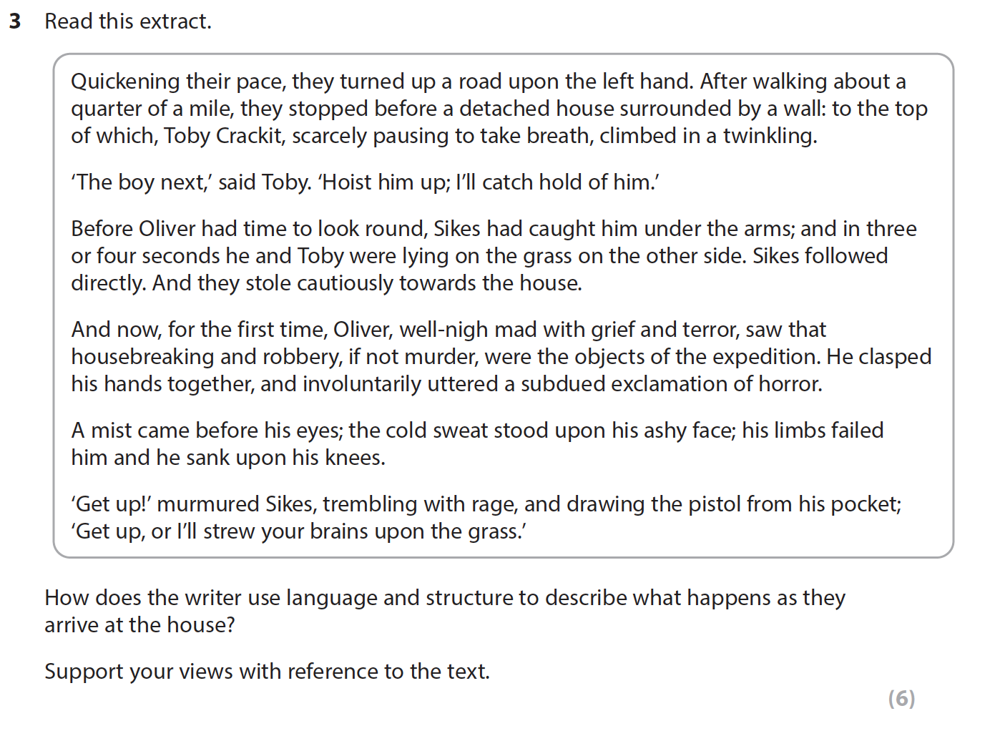 3 Read this extract.
Quickening their pace, they turned up a road upon the left hand. After walking about a
quarter of a mile, they stopped before a detached house surrounded by a wall: to the top
of which, Toby Crackit, scarcely pausing to take breath, climbed in a twinkling.
‘The boy next,’ said Toby. ‘Hoist him up; I’ll catch hold of him.’
Before Oliver had time to look round, Sikes had caught him under the arms; and in three
or four seconds he and Toby were lying on the grass on the other side. Sikes followed
directly. And they stole cautiously towards the house.
And now, for the first time, Oliver, well-nigh mad with grief and terror, saw that
housebreaking and robbery, if not murder, were the objects of the expedition. He clasped
his hands together, and involuntarily uttered a subdued exclamation of horror.
A mist came before his eyes; the cold sweat stood upon his ashy face; his limbs failed
him and he sank upon his knees.
‘Get up!’ murmured Sikes, trembling with rage, and drawing the pistol from his pocket;
‘Get up, or I’ll strew your brains upon the grass.’
How does the writer use language and structure to describe what happens as they
arrive at the house?
Support your views with reference to the text.
(6)